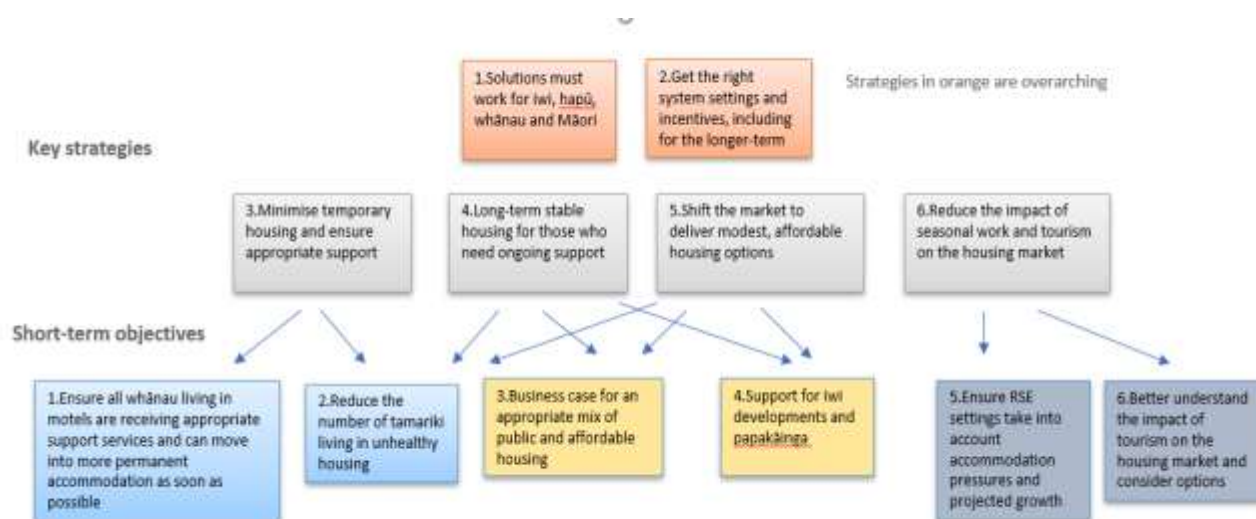 1.Solutions must
work for iwi, hapū,
whānau and Māori
2.Get the right
system settings and
incentives, including
for the longer-term
Strategies in orange are overarching
Key strategies
3.Minimise temporary
housing and ensure
appropriate support
4.Long-term stable
housing for those who
need ongoing support
5.Shift the market to
deliver modest, affordable
housing options
6.Reduce the impact of
seasonal work and tourism
on the housing market
Short-term objectives
1.Ensure all whānau living in
motels are receiving appropriate
support services and can move
into more permanent
accommodation as soon as
possible
2.Reduce the
number of tamariki
living in unhealthy
housing
3.Business case for an
appropriate mix of
public and affordable
housing
4.Support for iwi
developments and
papakāinga
5.Ensure RSE
settings take into
account
accommodation
pressures and
projected growth
6.Better understand
the impact of
tourism on the
housing market and
consider options